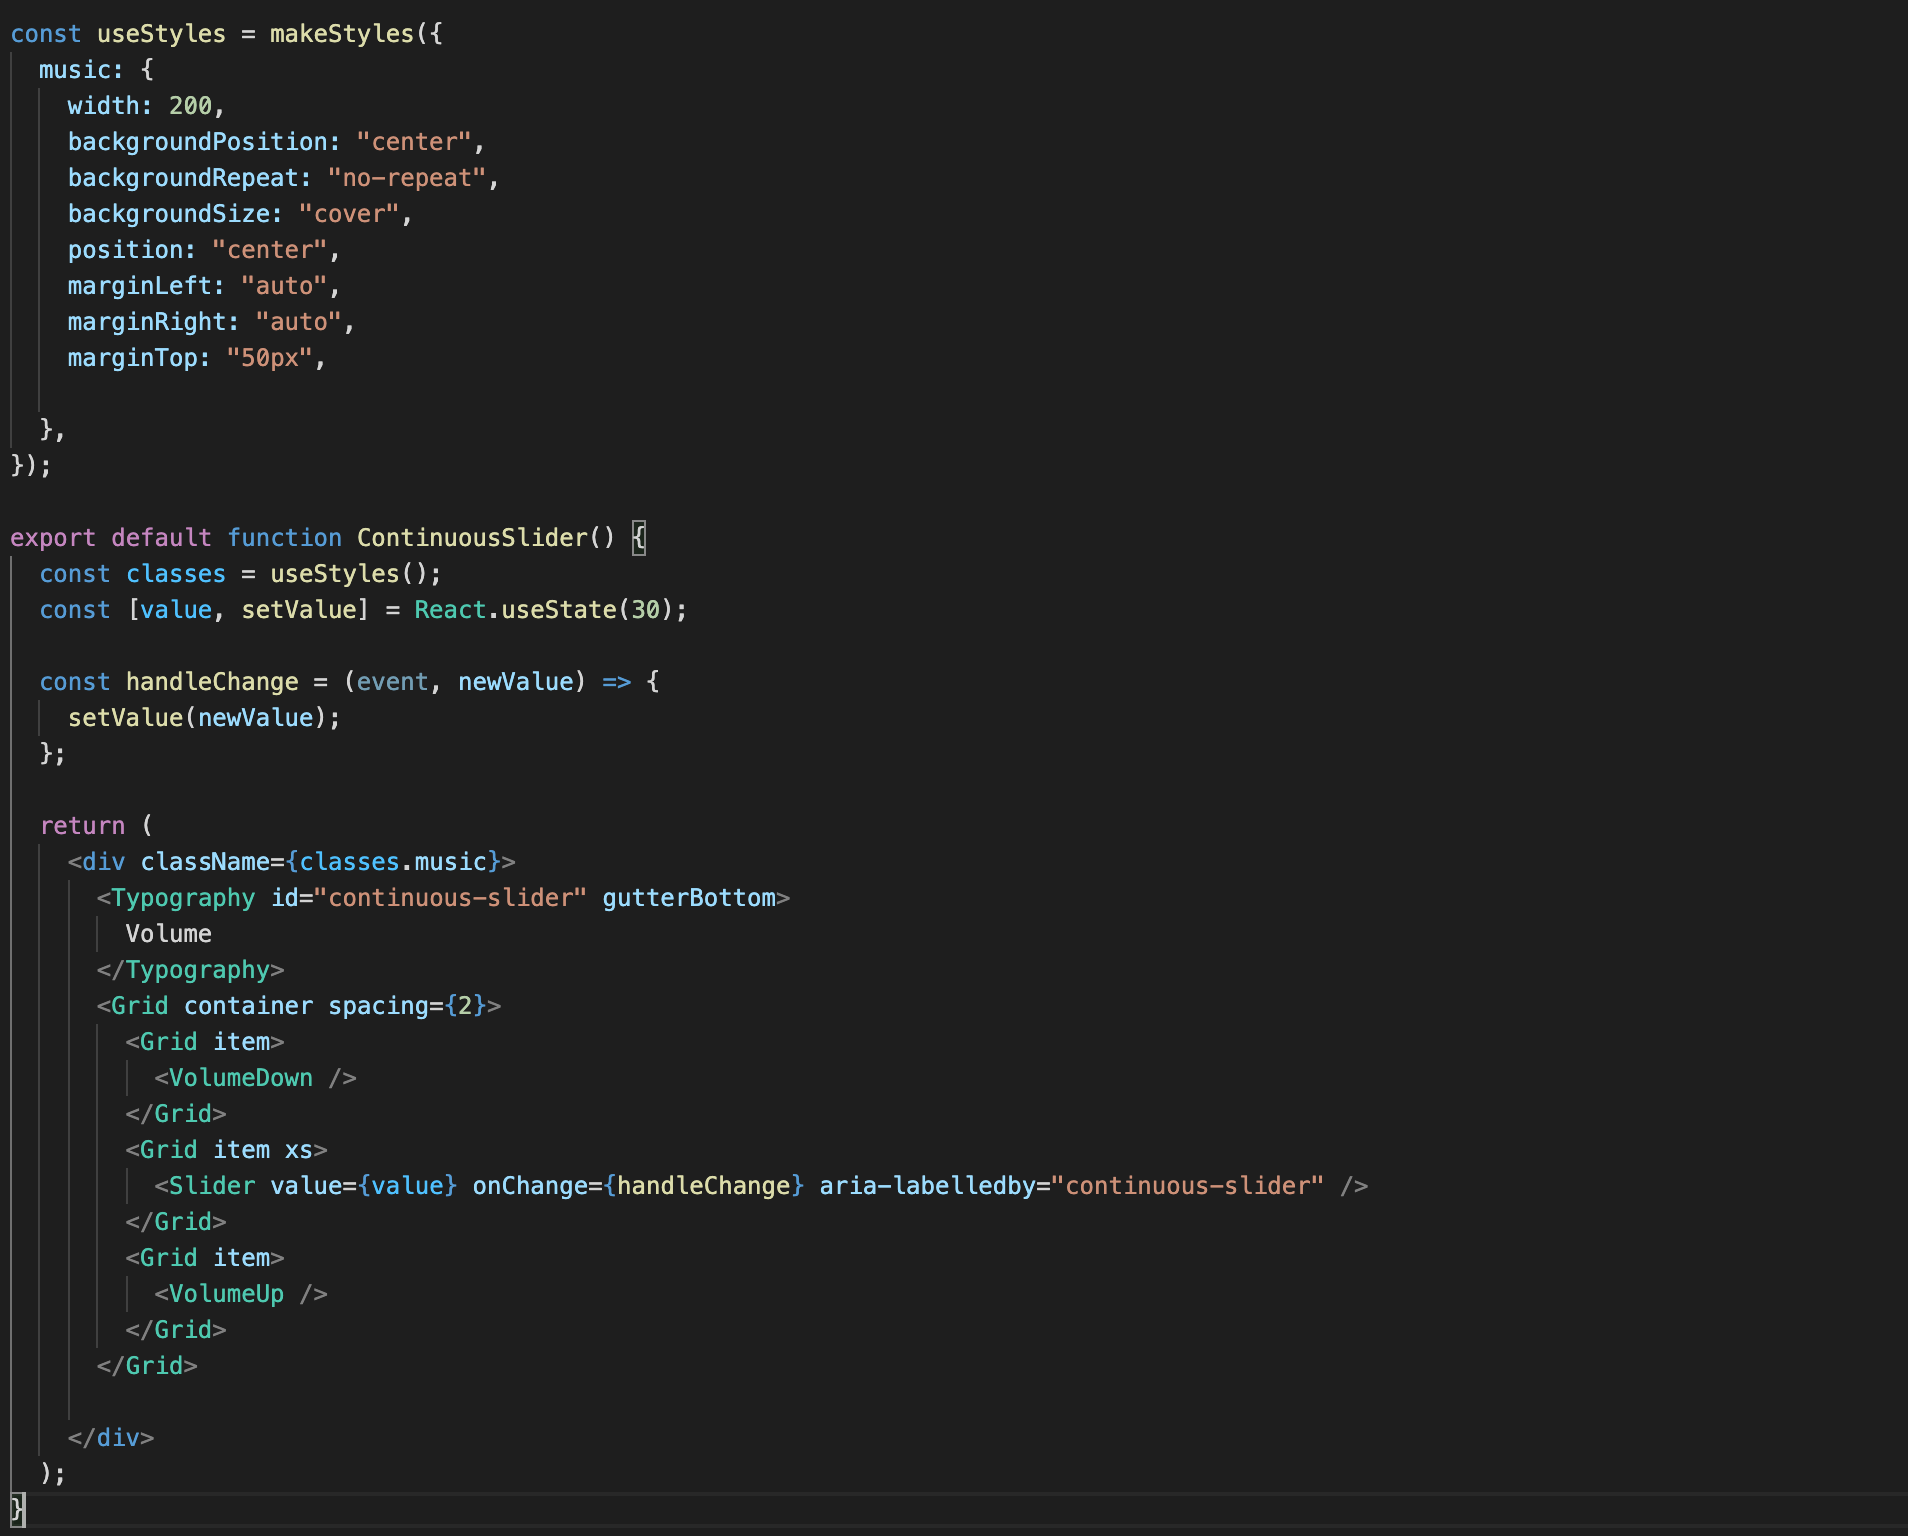 const useStyles = makeStyles({
  music: {
    width: 200,
    backgroundPosition: "center",
    backgroundRepeat: "no-repeat",
    backgroundSize: "cover",
    position: "center",
    marginLeft: "auto",
    marginRight: "auto",
    marginTop: "50px",

  },
});

export default function ContinuousSlider() {
  const classes = useStyles();
  const [value, setValue] = React.useState(30);

  const handleChange = (event, newValue) => {
    setValue(newValue);
  };

  return (
    <div className={classes.music}>
      <Typography id="continuous-slider" gutterBottom>
        Volume
      </Typography>
      <Grid container spacing={2}>
        <Grid item>
          <VolumeDown />
        </Grid>
        <Grid item xs>
          <Slider value={value} onChange={handleChange} aria-labelledby="continuous-slider" />
        </Grid>
        <Grid item>
          <VolumeUp />
        </Grid>
      </Grid>

    </div>
  );
}